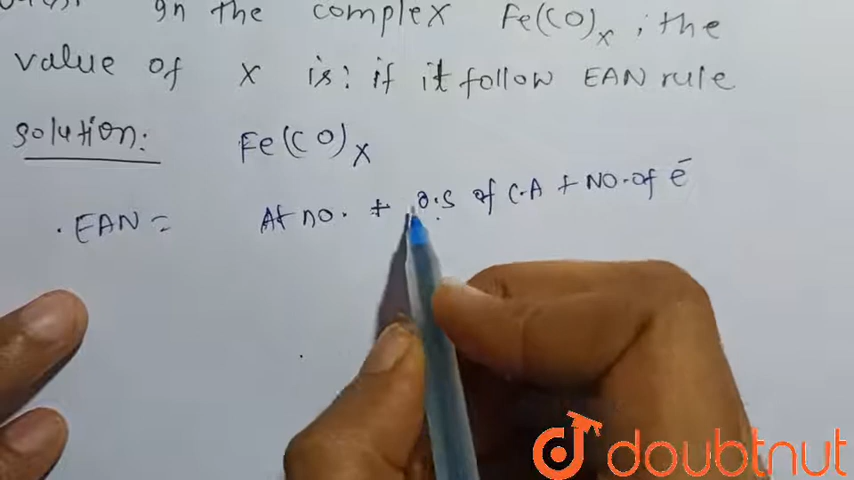 In the complex Fe(CO)x ; the
value of x is: if it follow EAN rule
Solution: Fe(CO)x
EAN = At no. + O.S of C.A + NO. of e⁻
doubtnut